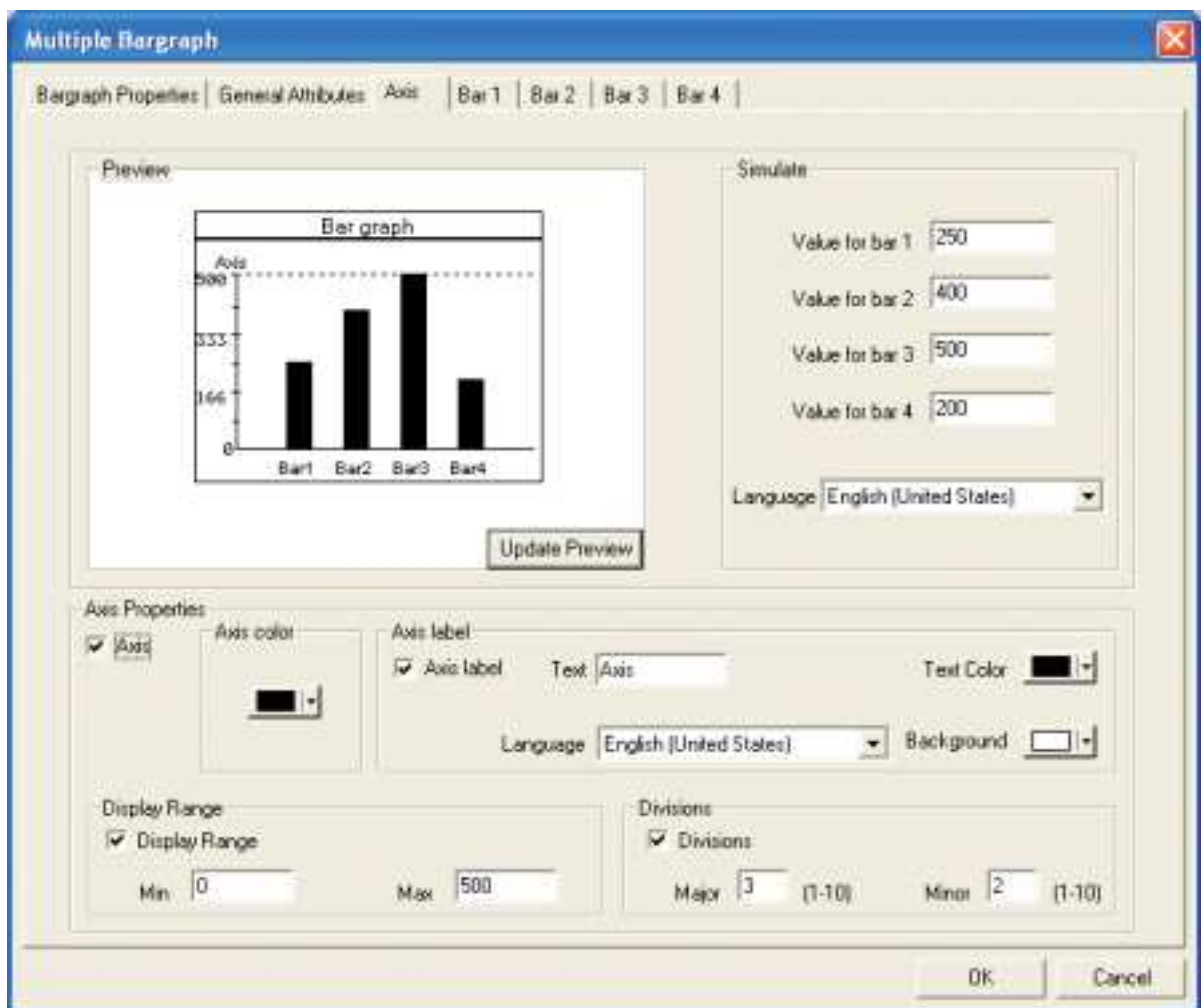 Multiple Bargraph
Bargraph Properties General Attributes Axis Bar 1 Bar 2 Bar 3 Bar 4
Preview
Bar graph
Axis
500
333
166
0
Bar1 Bar2 Bar3 Bar4
Update Preview
Simulate
Value for bar 1 250
Value for bar 2 400
Value for bar 3 500
Value for bar 4 200
Language English (United States)
Axis Properties
Axis
Axis color
Axis label
Axis label Text Axis Text Color
Language English (United States) Background
Display Range
Display Range
Min 0 Max 500
Divisions
Divisions
Major 3 (1-10) Minor 2 (1-10)
OK Cancel